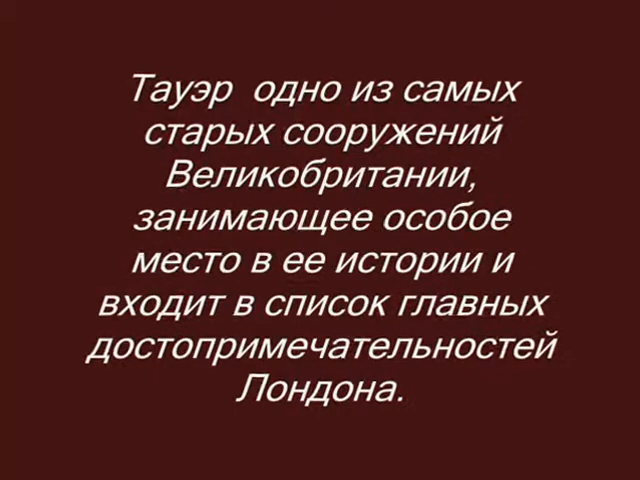 Тауэр одно из самых
старых сооружений
Великобритании,
занимающее особое
место в ее истории и
входит в список главных
достопримечательностей
Лондона.